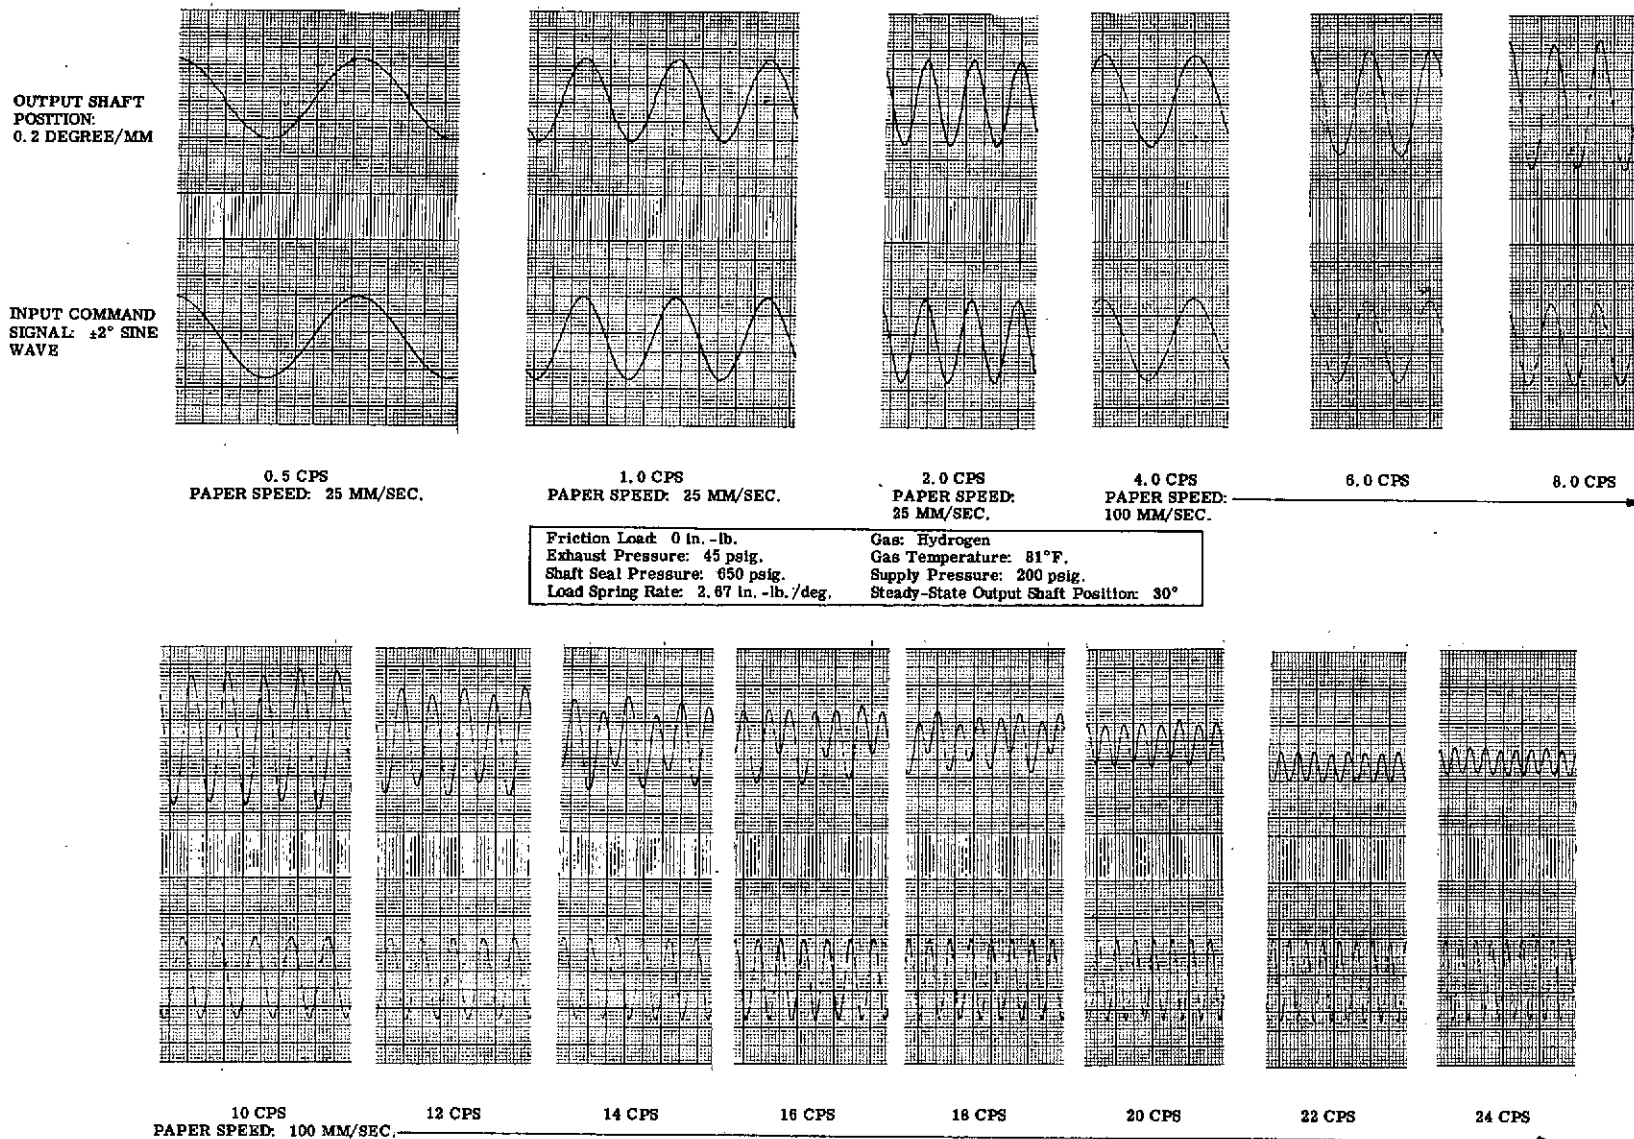 OUTPUT SHAFT
POSITION:
0.2 DEGREE/MM
INPUT COMMAND
SIGNAL: ±2° SINE
WAVE
0.5 CPS
PAPER SPEED: 25 MM/SEC.
1.0 CPS
PAPER SPEED: 25 MM/SEC.
2.0 CPS
PAPER SPEED:
25 MM/SEC.
4.0 CPS
PAPER SPEED:
100 MM/SEC.
6.0 CPS
8.0 CPS
Friction Load: 0 in.-lb.
Exhaust Pressure: 45 psig.
Shaft Seal Pressure: 650 psig.
Load Spring Rate: 2.67 in.-lb./deg.
Gas: Hydrogen
Gas Temperature: 81°F.
Supply Pressure: 200 psig.
Steady-State Output Shaft Position: 30°
10 CPS
PAPER SPEED: 100 MM/SEC.
12 CPS
14 CPS
16 CPS
18 CPS
20 CPS
22 CPS
24 CPS